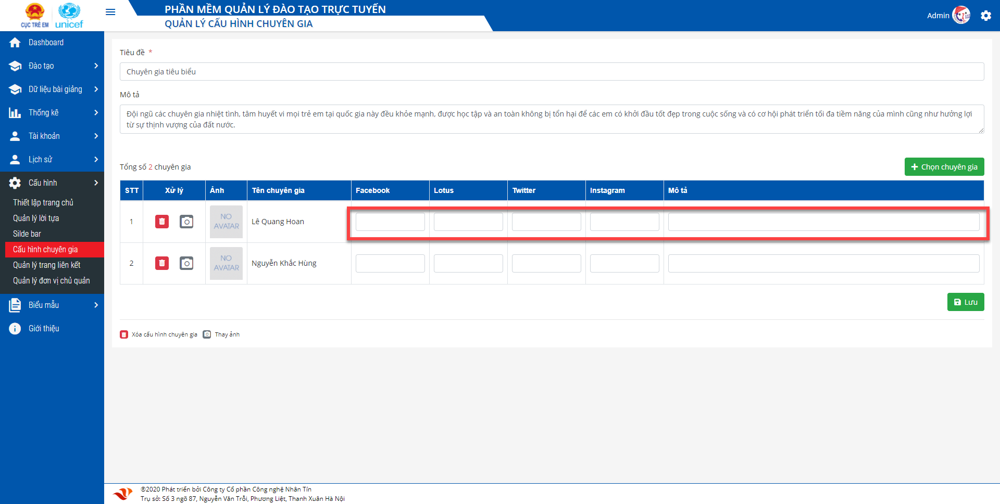 CỤC TRẺ EM unicef
PHẦN MỀM QUẢN LÝ ĐÀO TẠO TRỰC TUYẾN
QUẢN LÝ CẤU HÌNH CHUYÊN GIA
Admin
Dashboard
Đào tạo
Dữ liệu bài giảng
Thống kê
Tài khoản
Lịch sử
Cấu hình
Thiết lập trang chủ
Quản lý lời tựa
Silde bar
Cấu hình chuyên gia
Quản lý trang liên kết
Quản lý đơn vị chủ quản
Biểu mẫu
Giới thiệu
Tiêu đề *
Chuyên gia tiêu biểu
Mô tả
Đội ngũ các chuyên gia nhiệt tình, tâm huyết vi mọi trẻ em tại quốc gia này đều khỏe mạnh, được học tập và an toàn không bị tổn hại để các em có khởi đầu tốt đẹp trong cuộc sống và có cơ hội phát triển tối đa tiềm năng của mình cũng như hưởng lợi
từ sự thịnh vượng của đất nước.
Tổng số 2 chuyên gia
Chọn chuyên gia
STT Xử lý Ảnh Tên chuyên gia Facebook Lotus Twitter Instagram Mô tả
1 NO AVATAR Lê Quang Hoan
2 NO AVATAR Nguyễn Khắc Hùng
Lưu
Xóa cấu hình chuyên gia Thay ảnh
©2020 Phát triển bởi Công ty Cổ phần Công nghệ Nhân Tín
Trụ sở: Số 3 ngõ 87, Nguyễn Văn Trỗi, Phương Liệt, Thanh Xuân Hà Nội